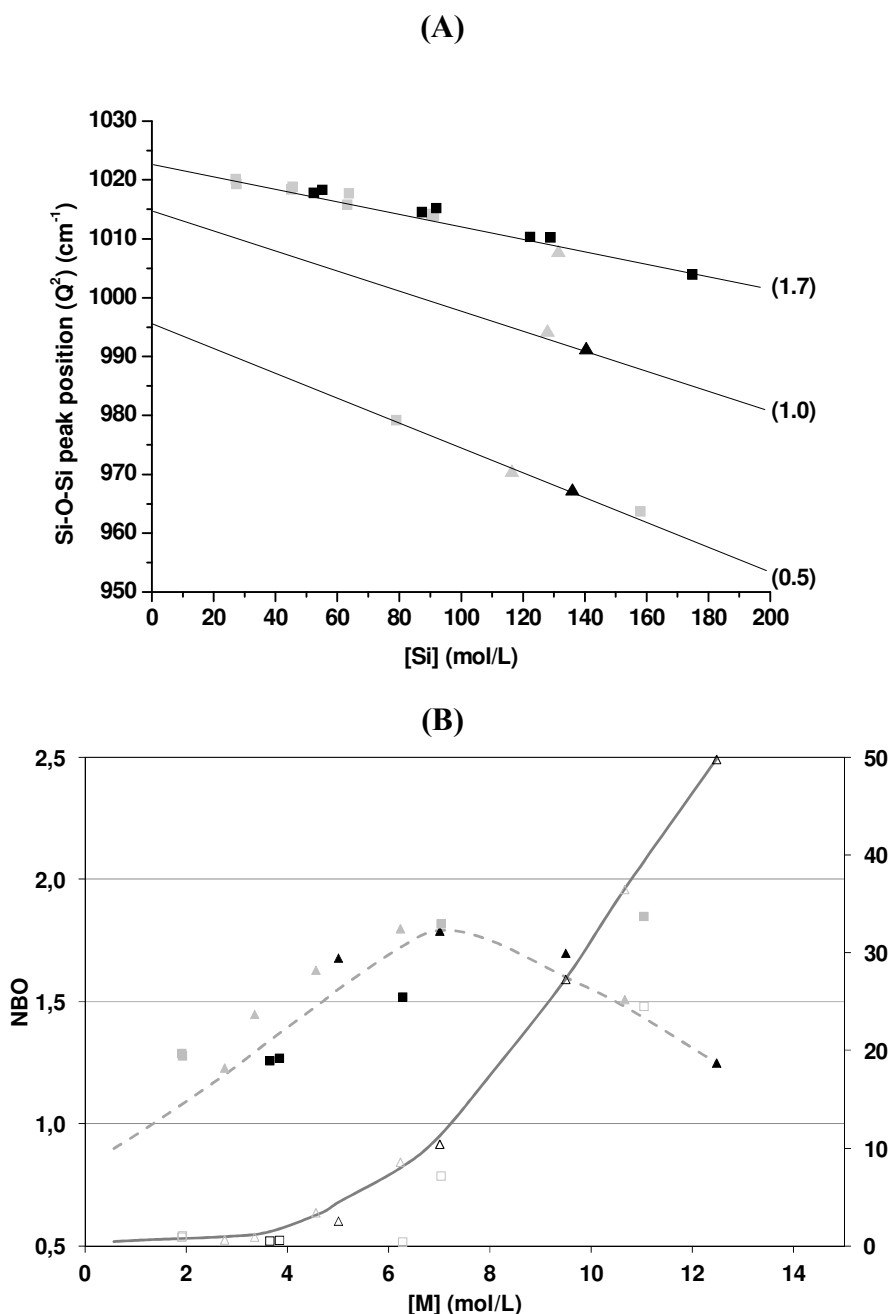 (A)
1030
1020
1010
1000
990
980
970
960
950
Si-O-Si peak position (Q²) (cm⁻¹)
(1.7)
(1.0)
(0.5)
0 20 40 60 80 100 120 140 160 180 200
[Si] (mol/L)
(B)
2,5
2,0
1,5
1,0
0,5
NBO
50
40
30
20
10
0
0 2 4 6 8 10 12 14
[M] (mol/L)